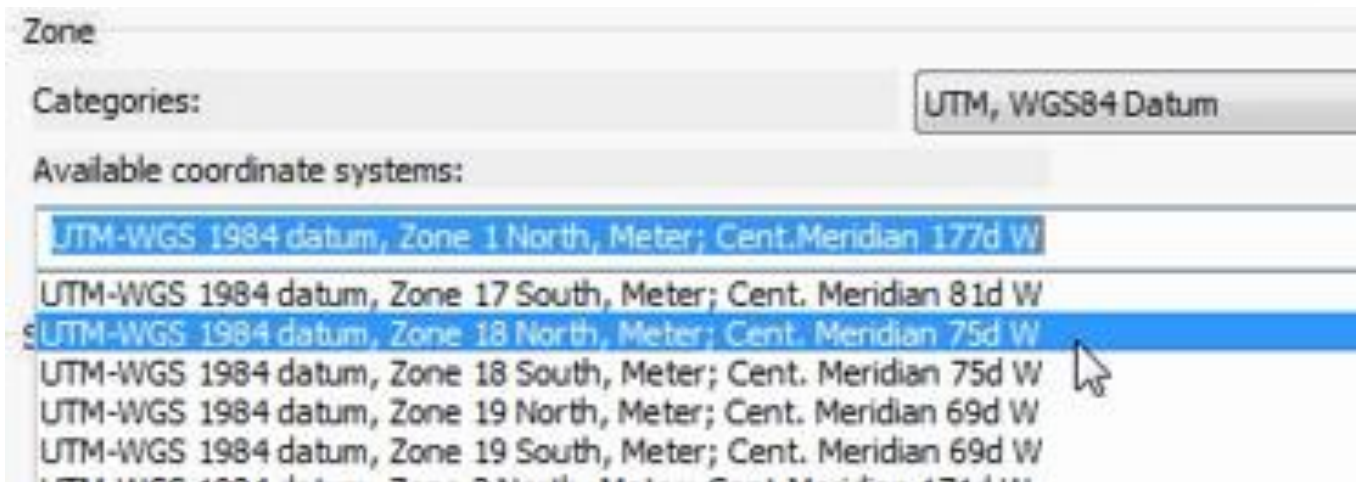 Zone
Categories: UTM, WGS84 Datum
Available coordinate systems:
UTM-WGS 1984 datum, Zone 1 North, Meter; Cent.Meridian 177d W
UTM-WGS 1984 datum, Zone 17 South, Meter; Cent. Meridian 81d W
UTM-WGS 1984 datum, Zone 18 North, Meter; Cent. Meridian 75d W
UTM-WGS 1984 datum, Zone 18 South, Meter; Cent. Meridian 75d W
UTM-WGS 1984 datum, Zone 19 North, Meter; Cent. Meridian 69d W
UTM-WGS 1984 datum, Zone 19 South, Meter; Cent. Meridian 69d W